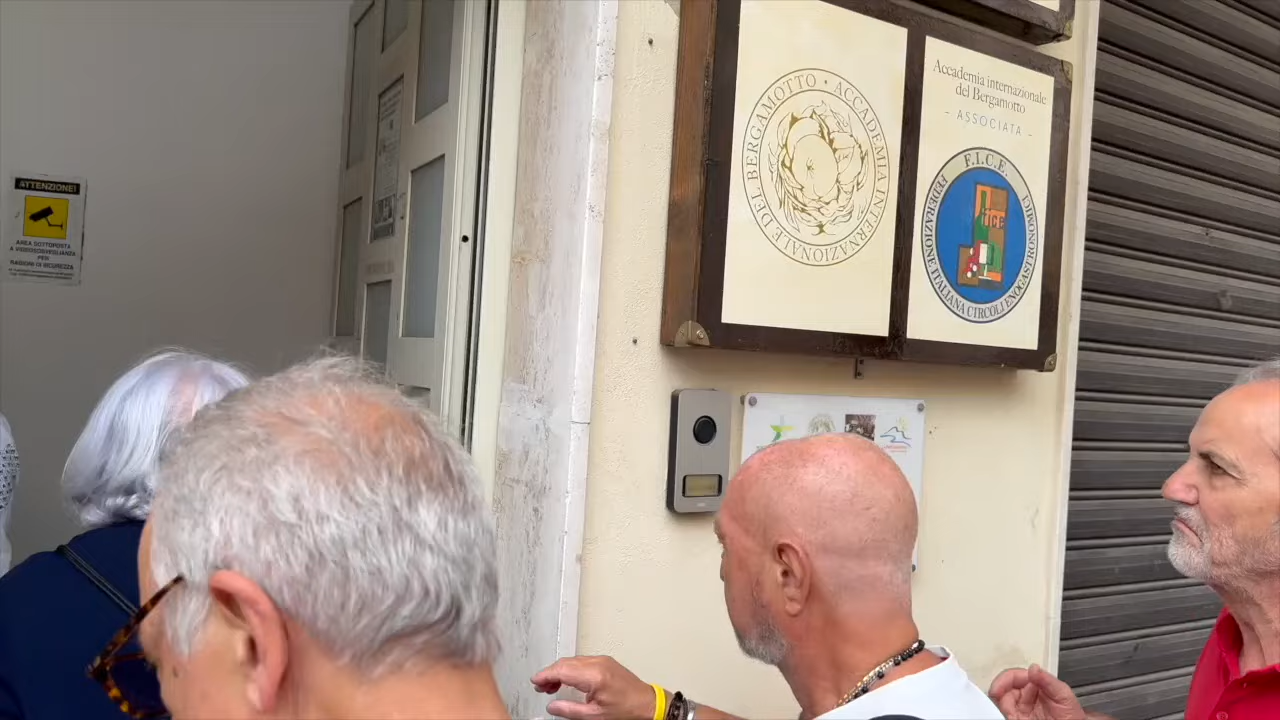 ATTENZIONE!
AREA SOTTOPOSTA
A VIDEOSORVEGLIANZA
PER
RAGIONI DI SICUREZZA
ACCADEMIA INTERNAZIONALE DEL BERGAMOTTO
Accademia internazionale
del Bergamotto
- ASSOCIATA -
F.I.C.E.
FEDERAZIONE ITALIANA CIRCOLI ENOGASTRONOMICI